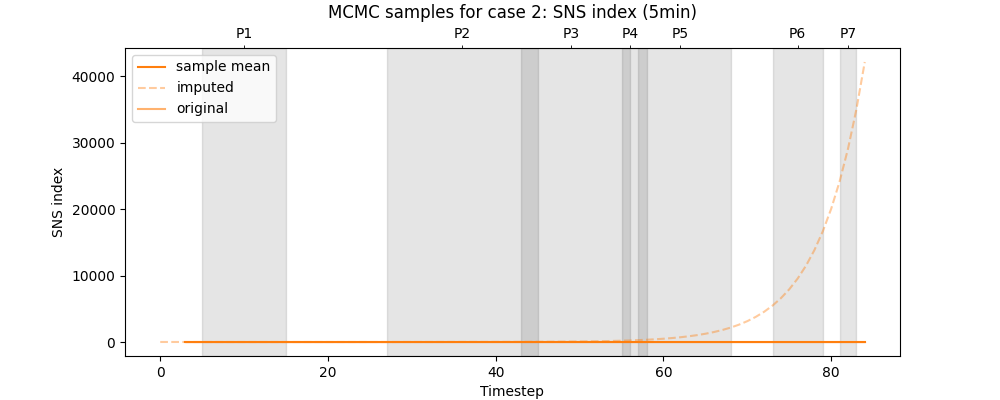 MCMC samples for case 2: SNS index (5min)
P1 P2 P3 P4 P5 P6 P7
sample mean
imputed
original
SNS index
40000
30000
20000
10000
0
0 20 40 60 80
Timestep